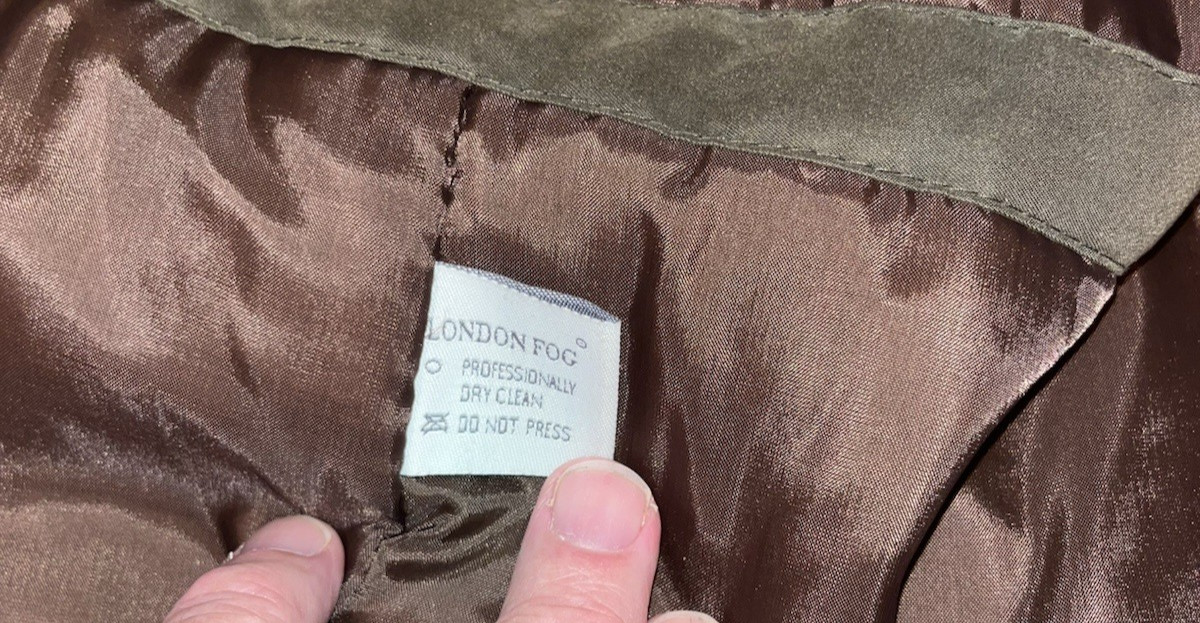 LONDON FOG
PROFESSIONALLY
DRY CLEAN
DO NOT PRESS